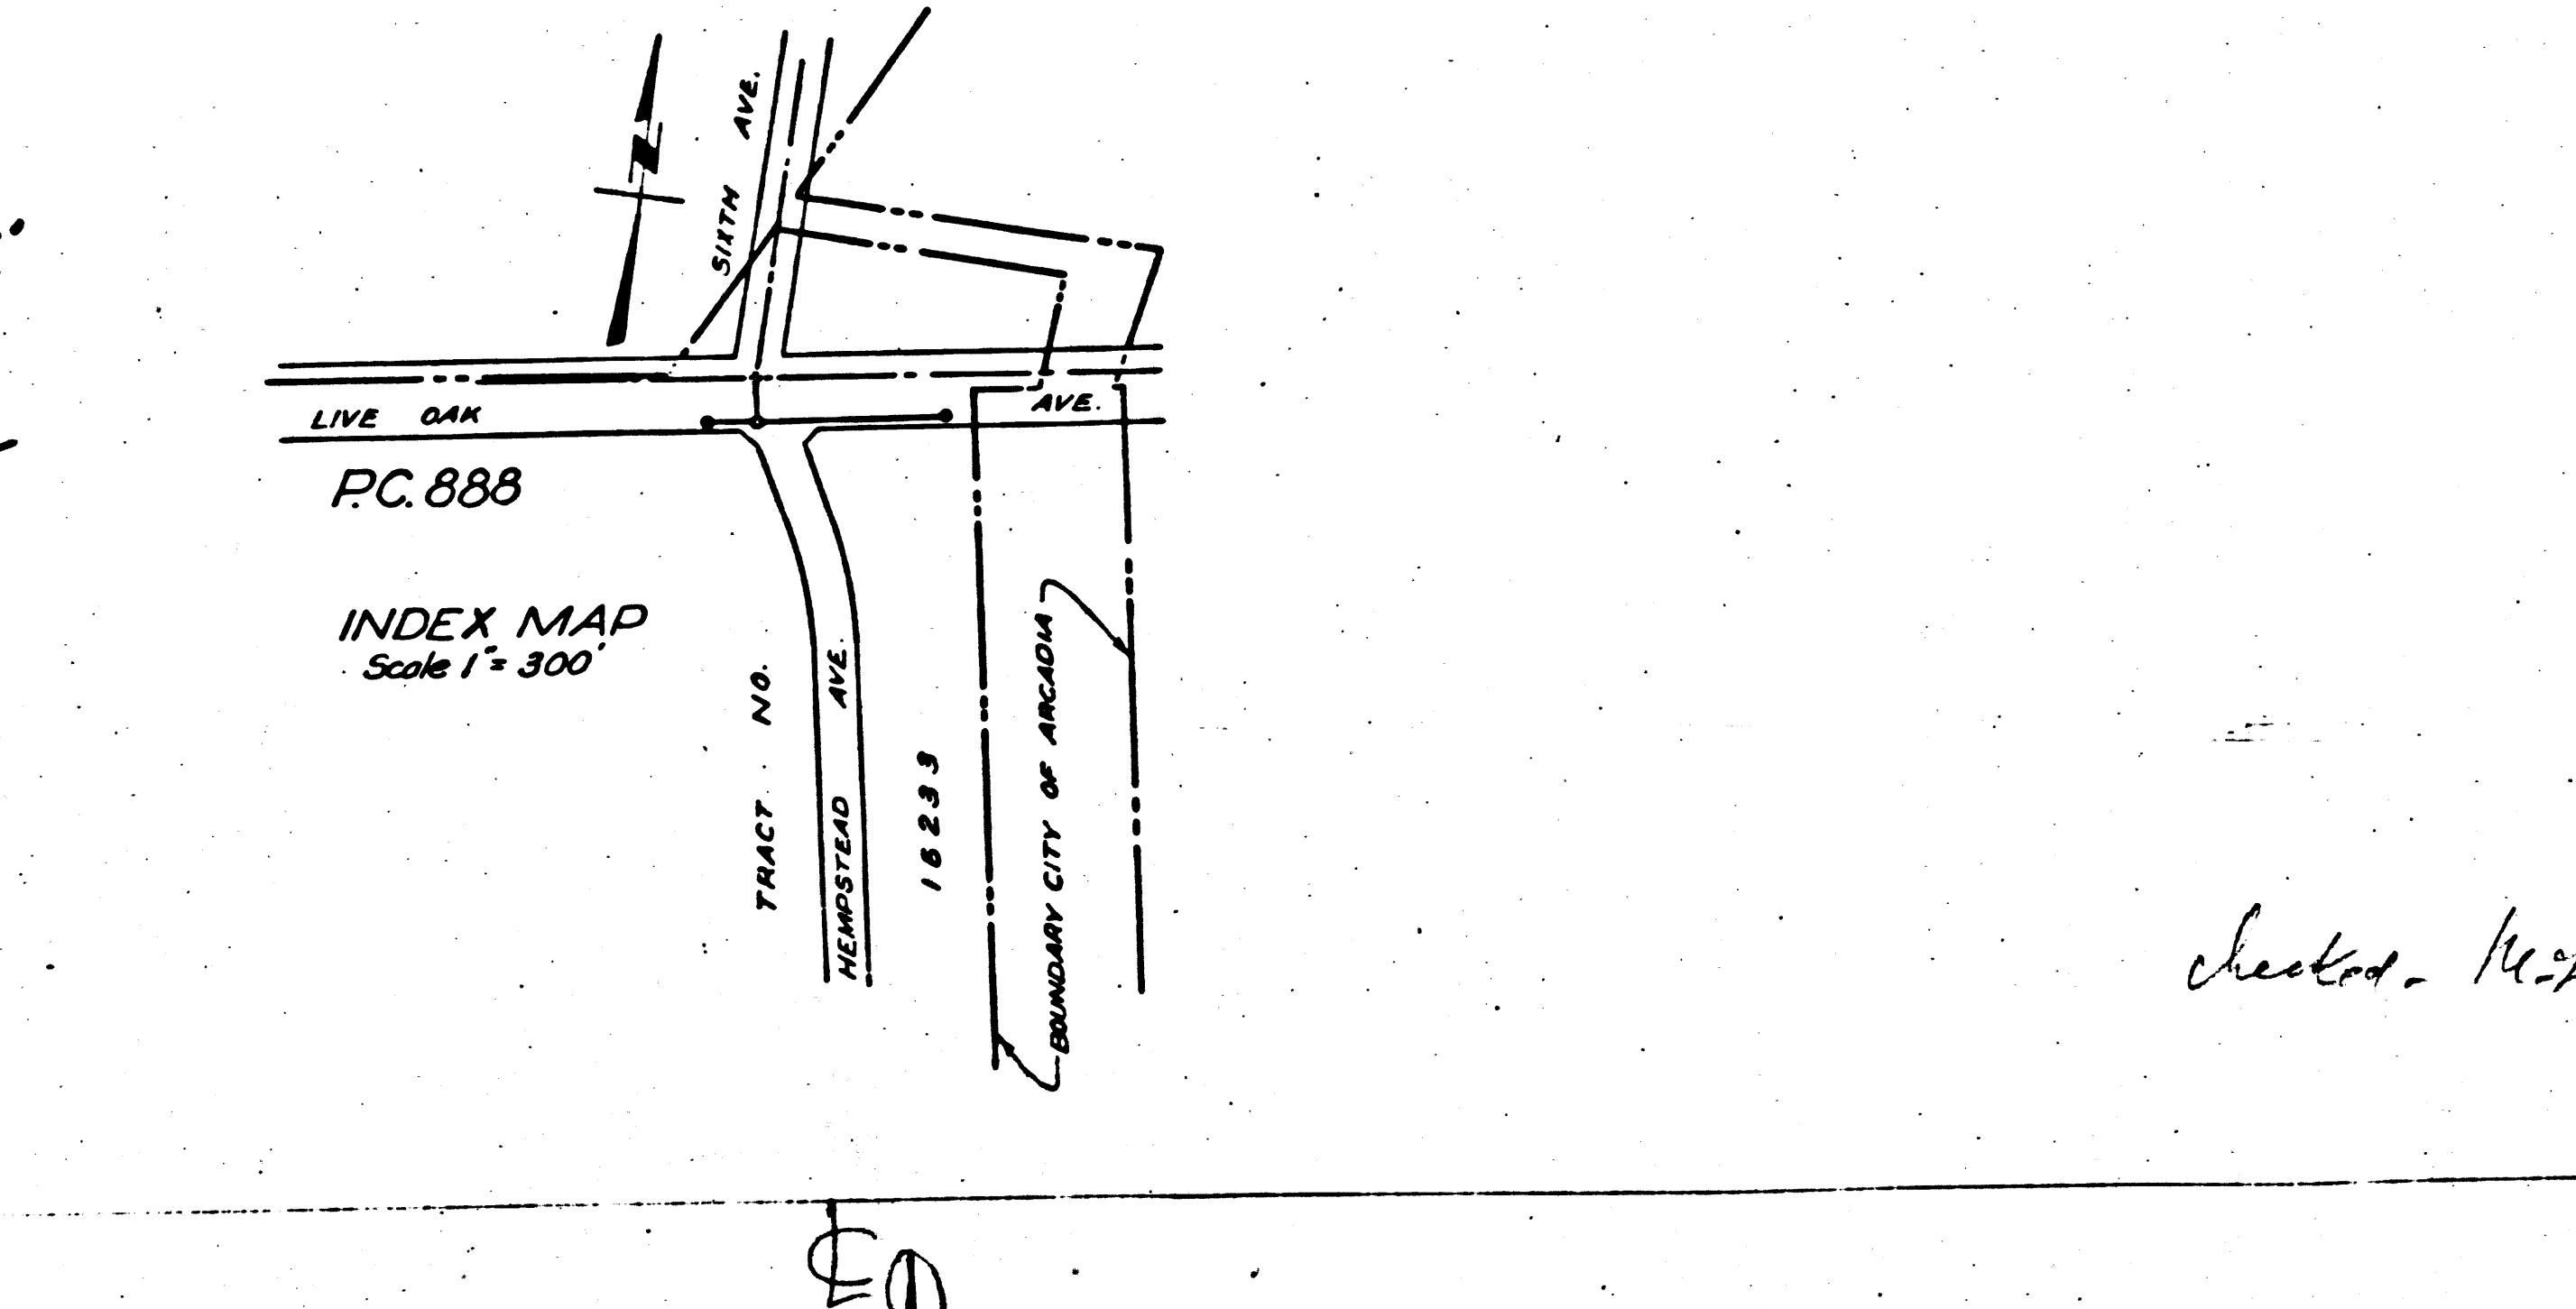 N
SIXTH AVE.
LIVE OAK AVE.
P.C. 888
INDEX MAP
Scale 1" = 300'
TRACT NO.
HEMPSTEAD AVE.
16233
BOUNDARY CITY OF ARCADIA
checked.